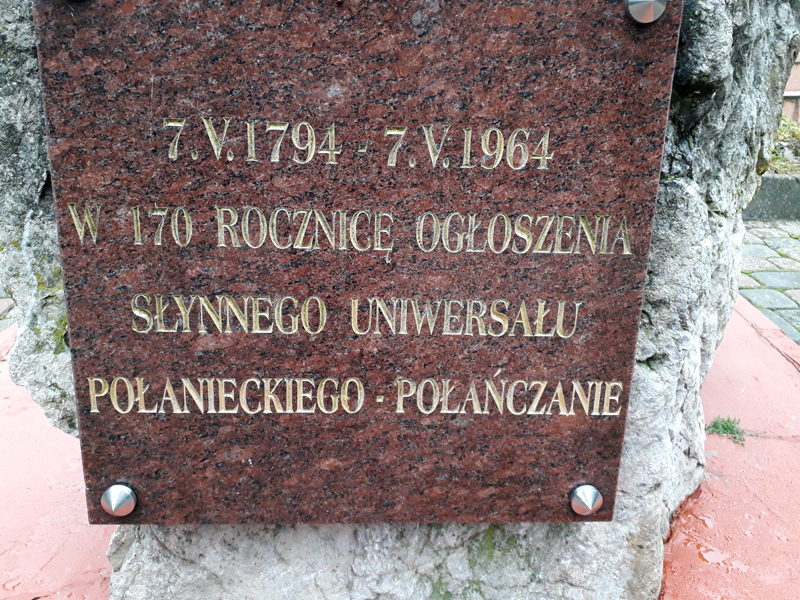 7.V.1794 - 7.V.1964
W 170 ROCZNICĘ OGŁOSZENIA
SŁYNNEGO UNIWERSAŁU
POŁANIECKIEGO - POŁAŃCZANIE